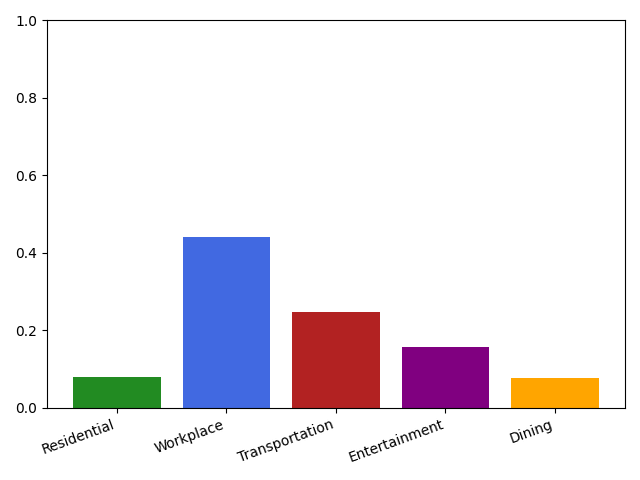 1.0
0.8
0.6
0.4
0.2
0.0
Residential
Workplace
Transportation
Entertainment
Dining